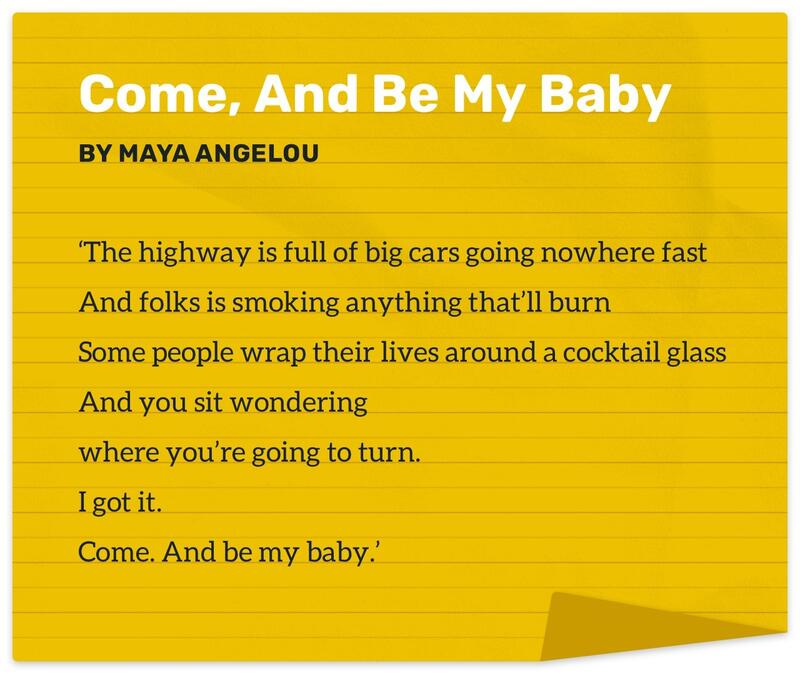 Come, And Be My Baby
BY MAYA ANGELOU
‘The highway is full of big cars going nowhere fast
And folks is smoking anything that’ll burn
Some people wrap their lives around a cocktail glass
And you sit wondering
where you’re going to turn.
I got it.
Come. And be my baby.’